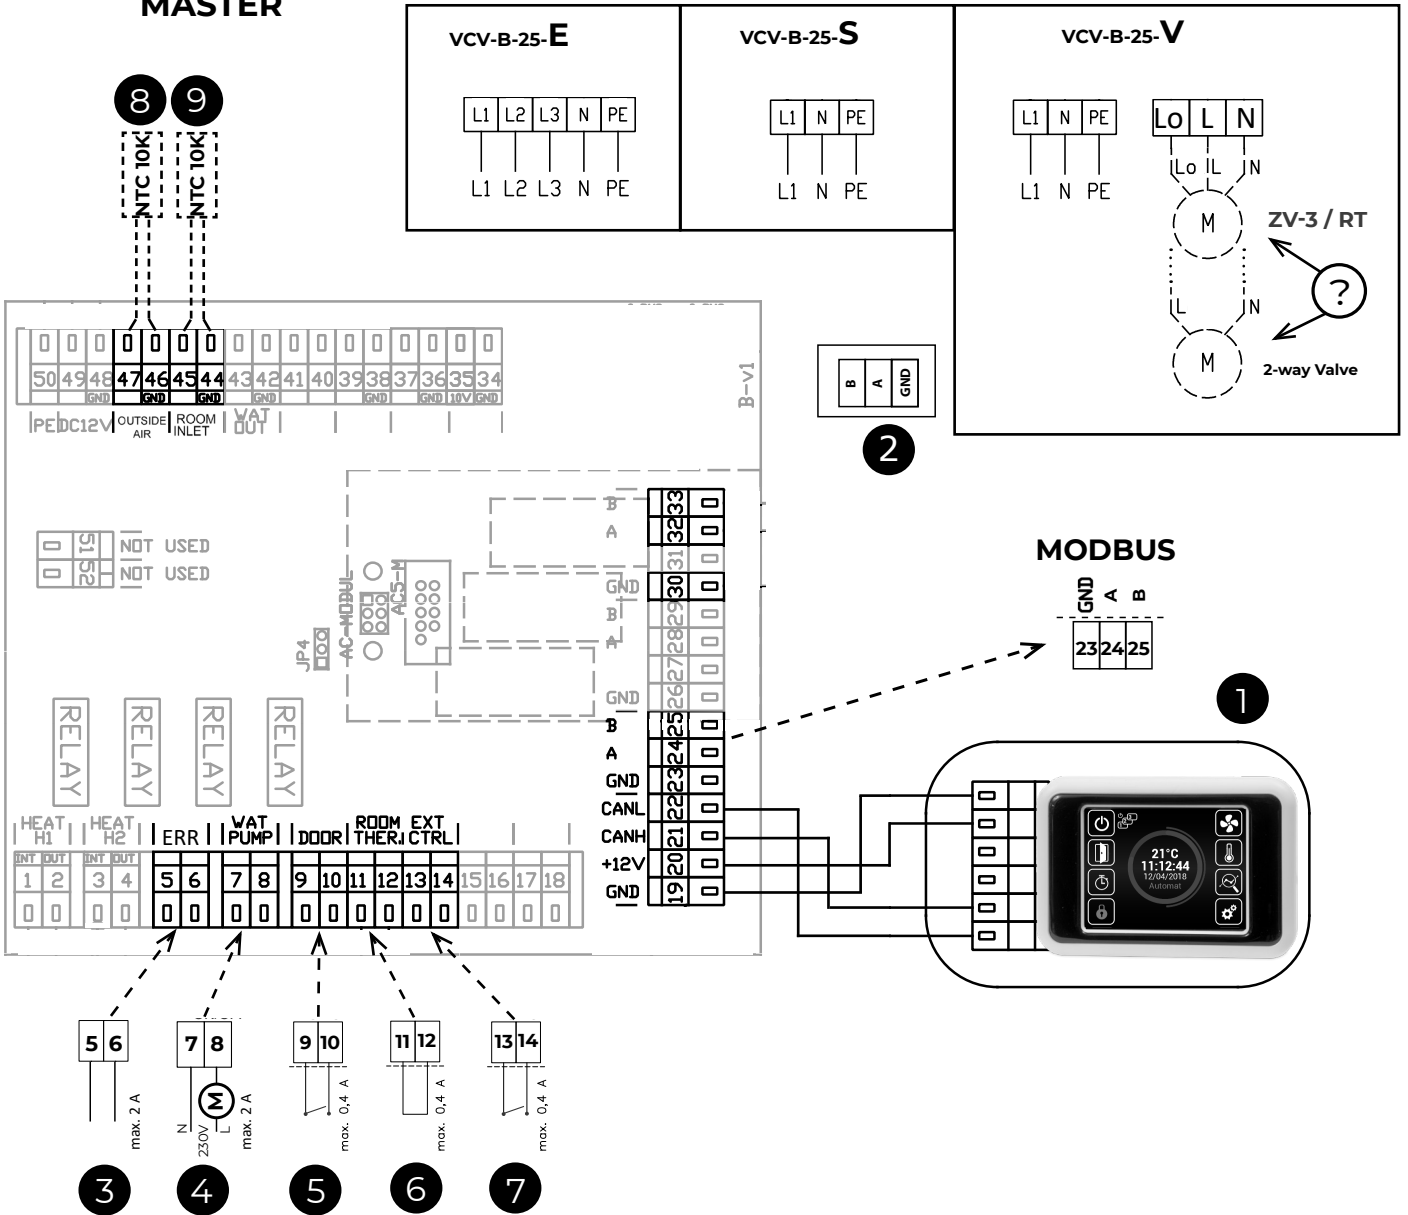 MASTER
VCV-B-25-E
VCV-B-25-S
VCV-B-25-V
L1 L2 L3 N PE
L1 L2 L3 N PE
L1 N PE
L1 N PE
L1 N PE
L1 N PE
Lo L N
Lo L N
M
ZV-3 / RT
?
L N
M
2-way Valve
8 9
NTC 10K
NTC 10K
50 49 48 47 46 45 44 43 42 41 40 39 38 37 36 35 34
GND GND GND GND GND GND 10V GND
PE DC12V OUTSIDE AIR ROOM INLET WAT OUT
B-v1
B A GND
2
51 NOT USED
52 NOT USED
JP4
AC-MODUL
AC5-M
B 33
A 32
31
GND 30
B 29
A 28
27
GND 26
B 25
A 24
GND 23
CANL 22
CANH 21
+12V 20
GND 19
MODBUS
GND A B
23 24 25
1
21°C
11:12:44
12/04/2018
Automat
RELAY RELAY RELAY RELAY
HEAT H1 HEAT H2 ERR WAT PUMP DOOR ROOM THER. EXT CTRL
INT OUT INT OUT
1 2 3 4 5 6 7 8 9 10 11 12 13 14 15 16 17 18
5 6
max. 2 A
3
7 8
M
N 230V L
max. 2 A
4
9 10
max. 0,4 A
5
11 12
max. 0,4 A
6
13 14
max. 0,4 A
7